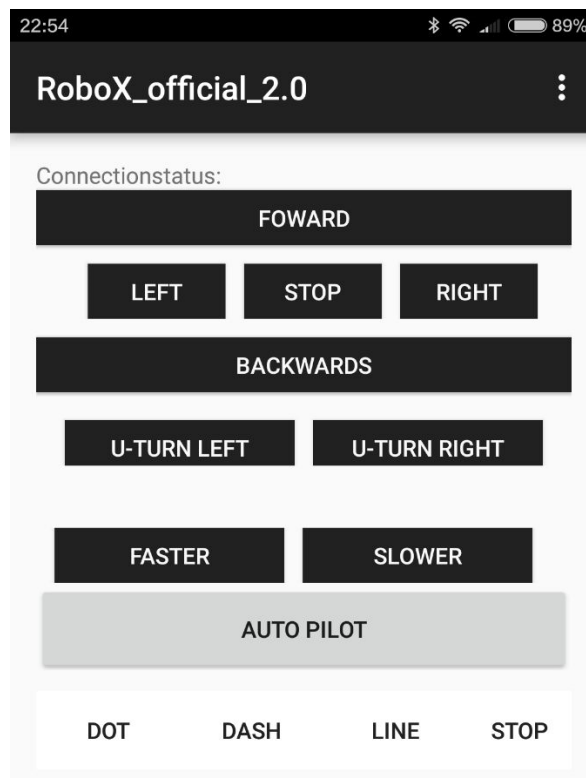 22:54 89%
RoboX_official_2.0
Connectionstatus:
FOWARD
LEFT STOP RIGHT
BACKWARDS
U-TURN LEFT U-TURN RIGHT
FASTER SLOWER
AUTO PILOT
DOT DASH LINE STOP